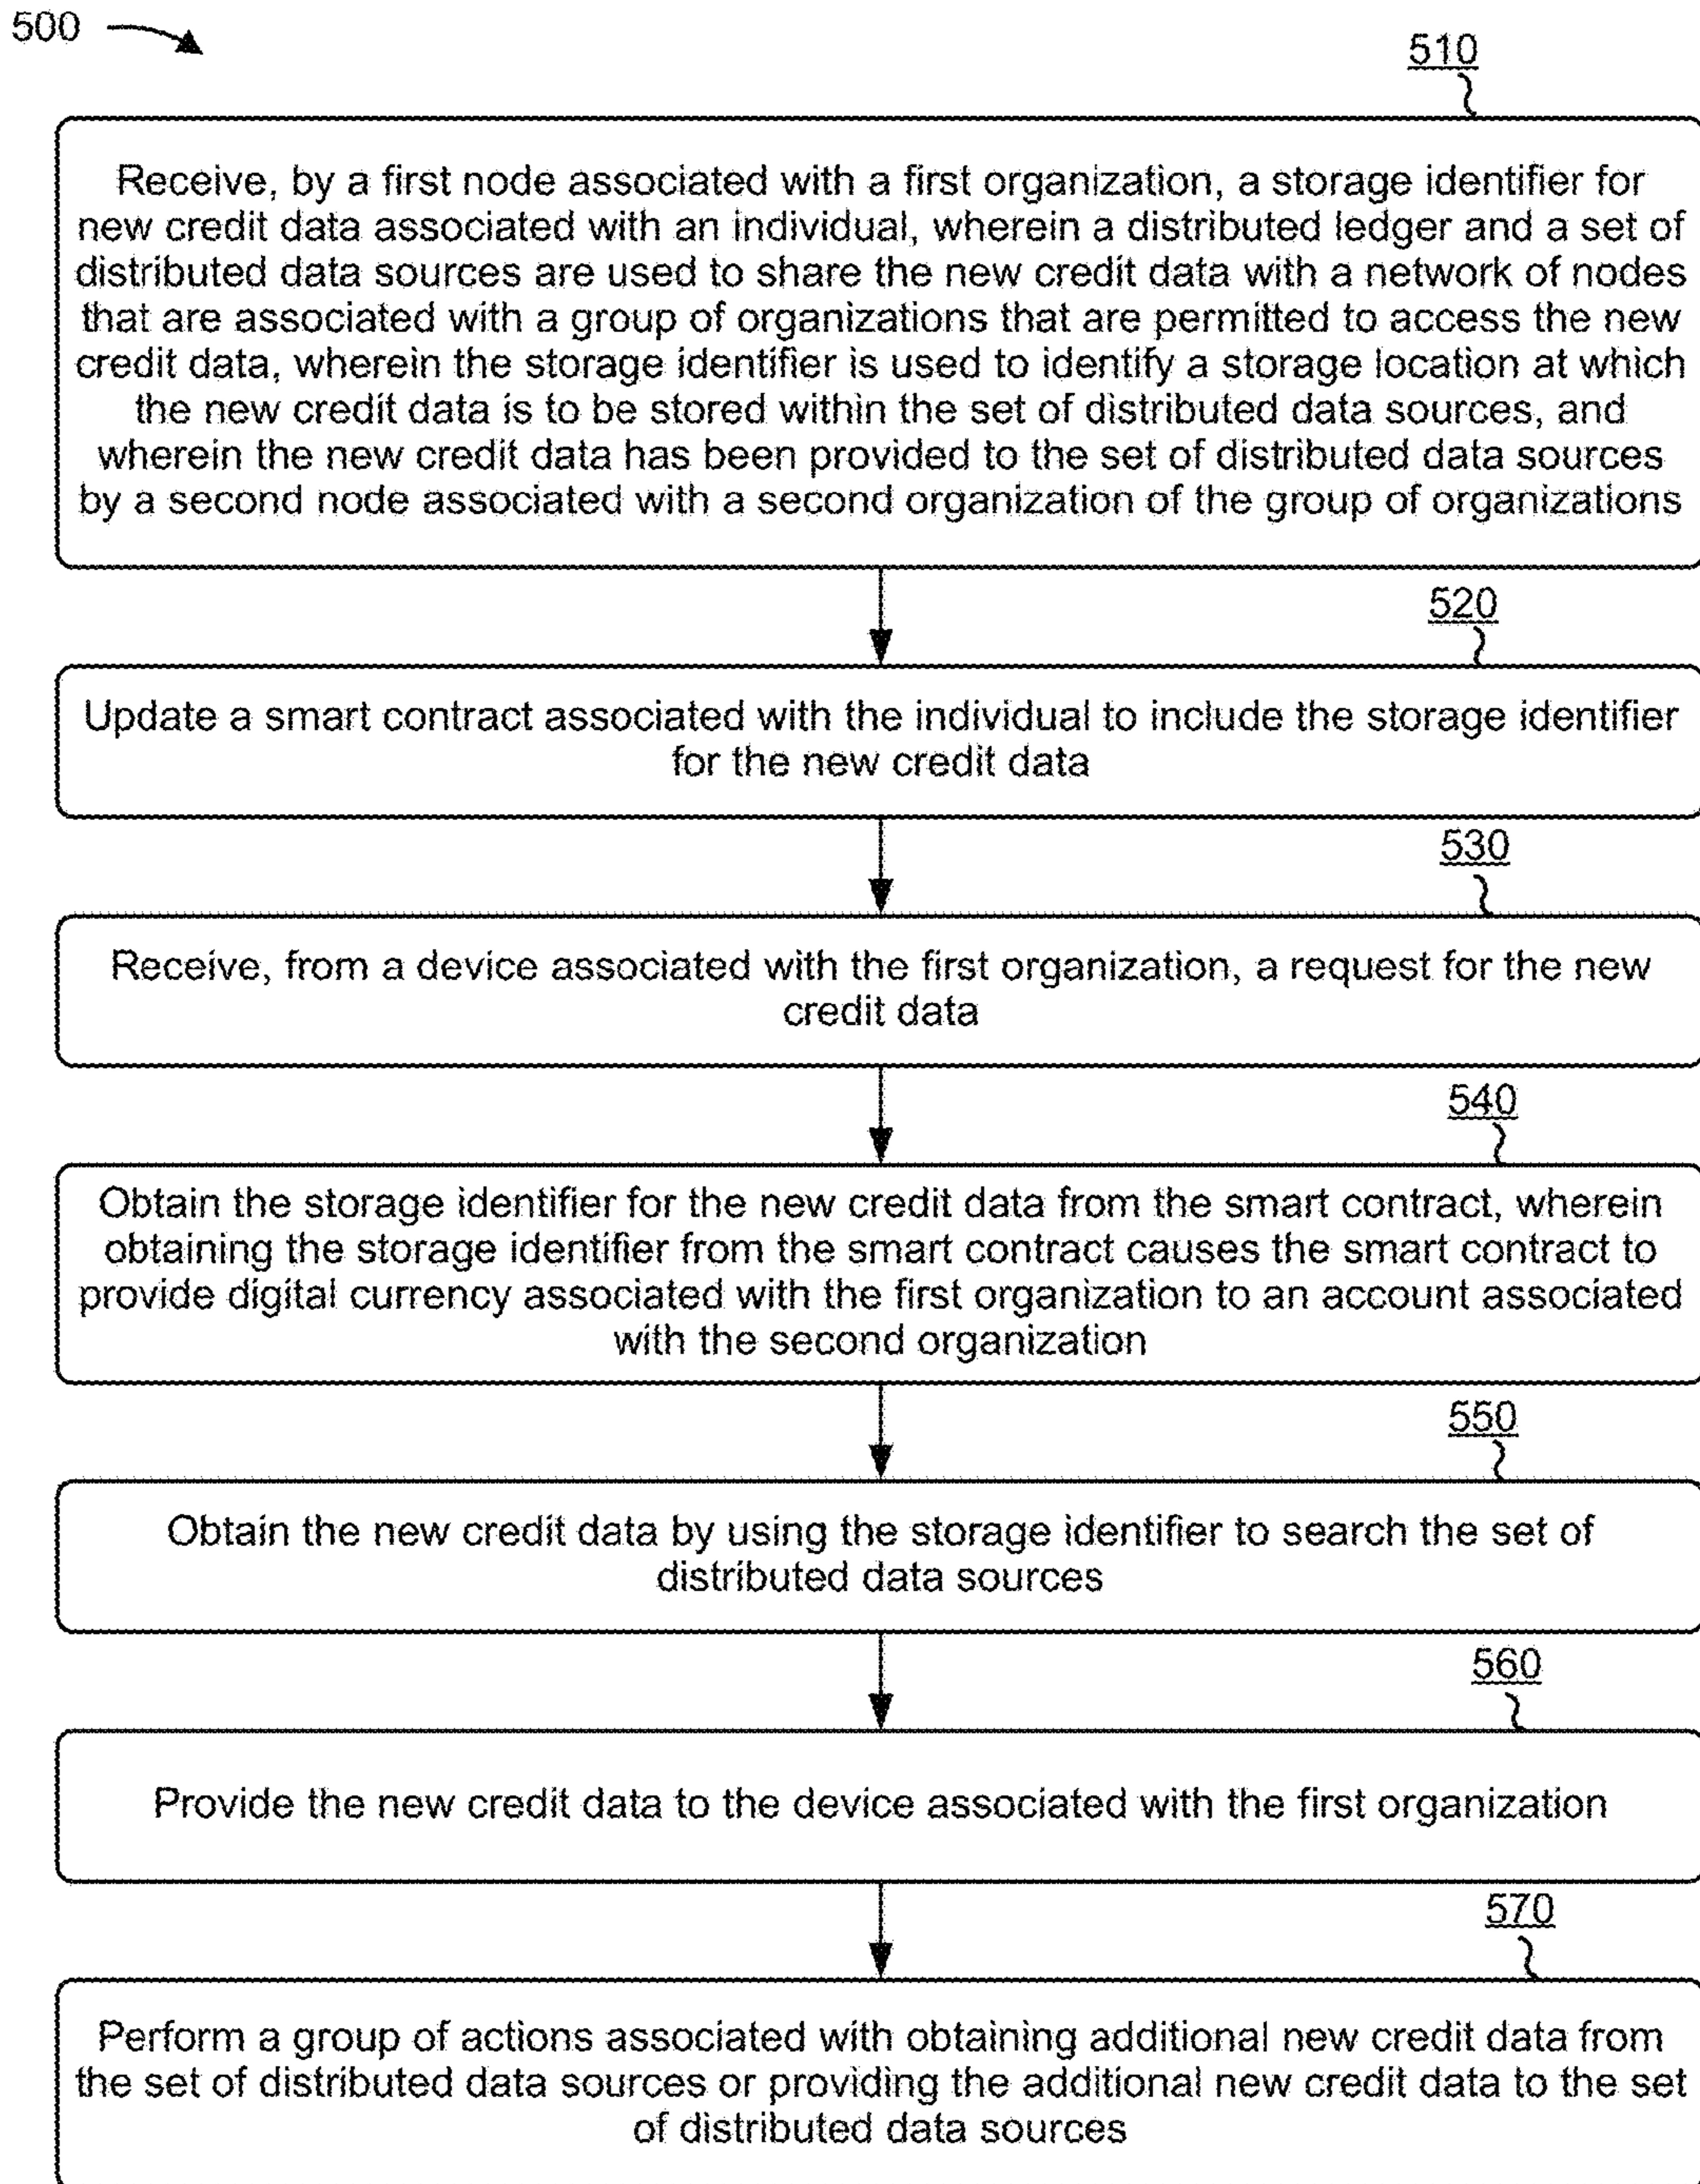 500
510
Receive, by a first node associated with a first organization, a storage identifier for
new credit data associated with an individual, wherein a distributed ledger and a set of
distributed data sources are used to share the new credit data with a network of nodes
that are associated with a group of organizations that are permitted to access the new
credit data, wherein the storage identifier is used to identify a storage location at which
the new credit data is to be stored within the set of distributed data sources, and
wherein the new credit data has been provided to the set of distributed data sources
by a second node associated with a second organization of the group of organizations
520
Update a smart contract associated with the individual to include the storage identifier
for the new credit data
530
Receive, from a device associated with the first organization, a request for the new
credit data
540
Obtain the storage identifier for the new credit data from the smart contract, wherein
obtaining the storage identifier from the smart contract causes the smart contract to
provide digital currency associated with the first organization to an account associated
with the second organization
550
Obtain the new credit data by using the storage identifier to search the set of
distributed data sources
560
Provide the new credit data to the device associated with the first organization
570
Perform a group of actions associated with obtaining additional new credit data from
the set of distributed data sources or providing the additional new credit data to the set
of distributed data sources